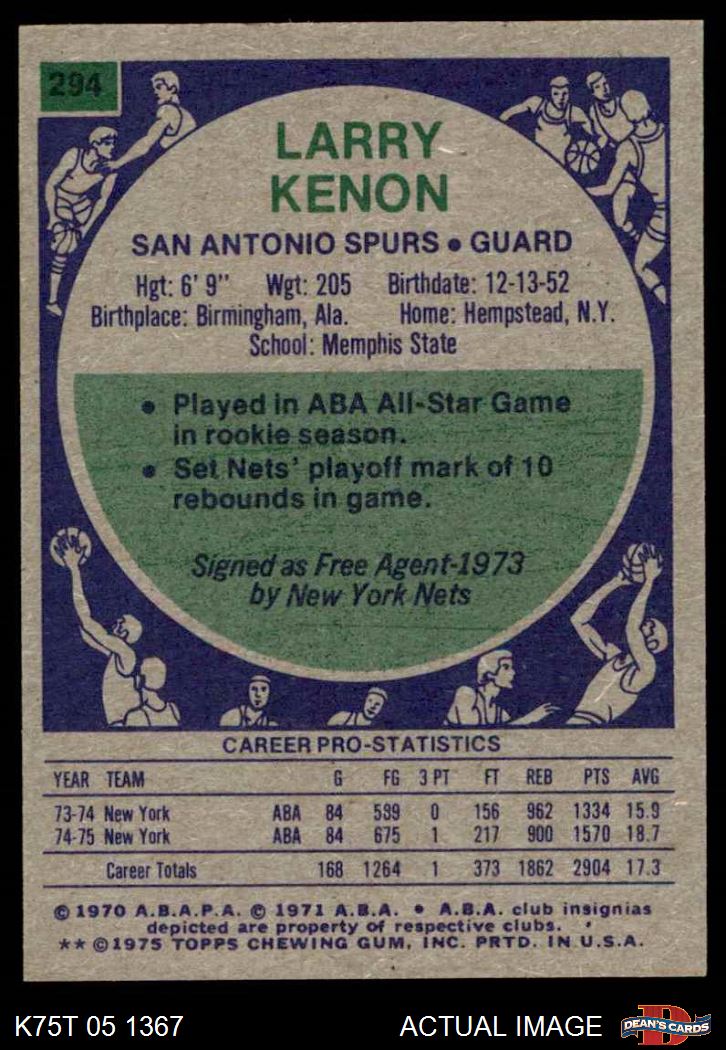 294
LARRY
KENON
SAN ANTONIO SPURS • GUARD
Hgt: 6' 9" Wgt: 205 Birthdate: 12-13-52
Birthplace: Birmingham, Ala. Home: Hempstead, N.Y.
School: Memphis State
• Played in ABA All-Star Game
in rookie season.
• Set Nets' playoff mark of 10
rebounds in game.
Signed as Free Agent-1973
by New York Nets
CAREER PRO-STATISTICS
YEAR TEAM G FG 3 PT FT REB PTS AVG
73-74 New York ABA 84 589 0 156 962 1334 15.9
74-75 New York ABA 84 675 1 217 900 1570 18.7
Career Totals 168 1264 1 373 1862 2904 17.3
© 1970 A.B.A.P.A. © 1971 A.B.A. • A.B.A. club insignias
depicted are property of respective clubs.
** ©1975 TOPPS CHEWING GUM, INC. PRTD. IN U.S.A.
K75T 05 1367 ACTUAL IMAGE
D
DEAN'S CARDS